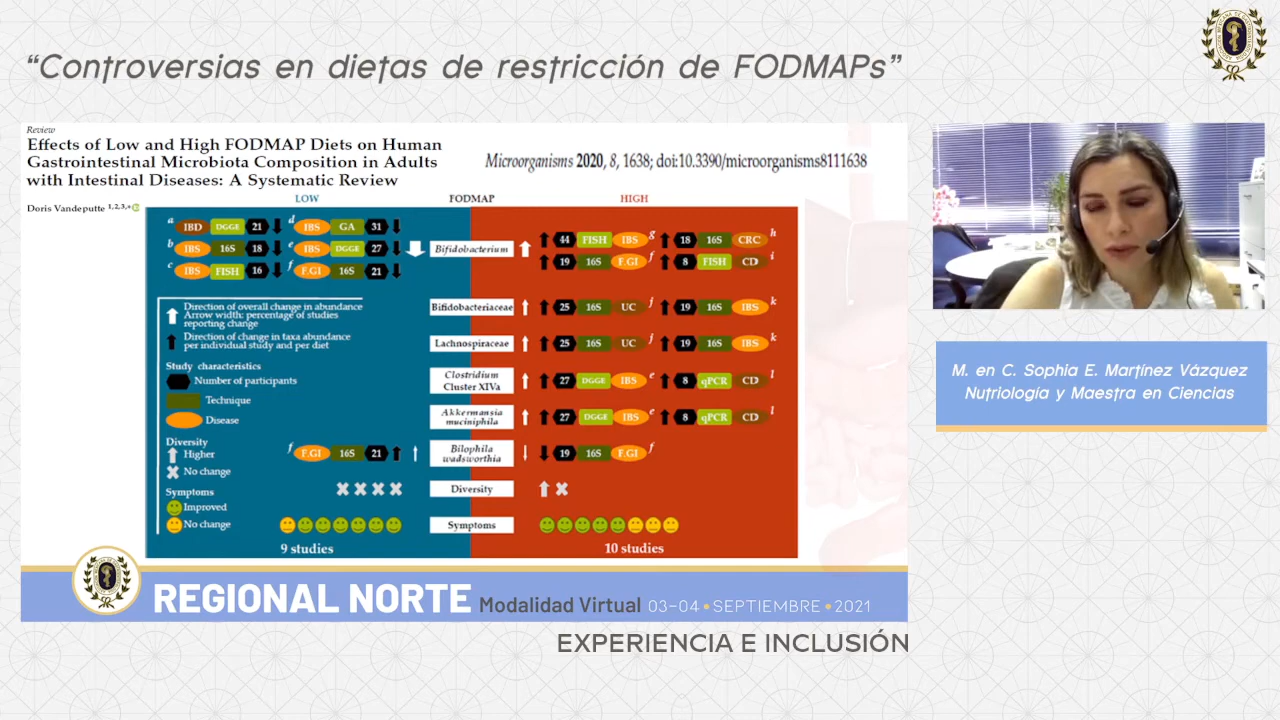 “Controversias en dietas de restricción de FODMAPs”
Review
Effects of Low and High FODMAP Diets on Human
Gastrointestinal Microbiota Composition in Adults
with Intestinal Diseases: A Systematic Review
Microorganisms 2020, 8, 1638; doi:10.3390/microorganisms8111638
Doris Vandeputte 1,2,3,*
LOW FODMAP HIGH
a IBD DGGE 21 d IBS GA 31
b IBS 16S 18 e IBS DGGE 27
c IBS FISH 16 f F.GI 16S 21
Bifidobacterium
44 FISH IBS g 18 16S CRC h
19 16S F.GI f 8 FISH CD i
Direction of overall change in abundance
Arrow width: percentage of studies
reporting change
Direction of change in taxa abundance
per individual study and per diet
Study characteristics
Number of participants
Technique
Disease
Diversity
Higher
No change
Symptoms
Improved
No change
Bifidobacteriaceae 25 16S UC j 19 16S IBS k
Lachnospiraceae 25 16S UC j 19 16S IBS k
Clostridium
Cluster XIVa
27 DGGE IBS e 8 qPCR CD l
Akkermansia
muciniphila
27 DGGE IBS e 8 qPCR CD l
f F.GI 16S 21
Bilophila
wadsworthia
19 16S F.GI f
Diversity
Symptoms
9 studies 10 studies
M. en C. Sophia E. Martínez Vázquez
Nutriología y Maestra en Ciencias
REGIONAL NORTE Modalidad Virtual 03-04 • SEPTIEMBRE • 2021
EXPERIENCIA E INCLUSIÓN